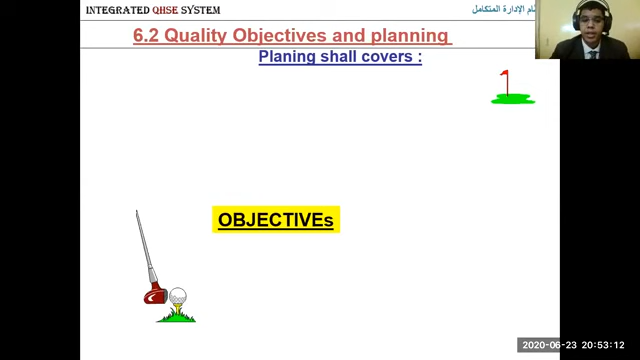 INTEGRATED QHSE SYSTEM
الإدارة المتكامل
6.2 Quality Objectives and planning
Planing shall covers :
OBJECTIVEs
2020-06-23 20:53:12